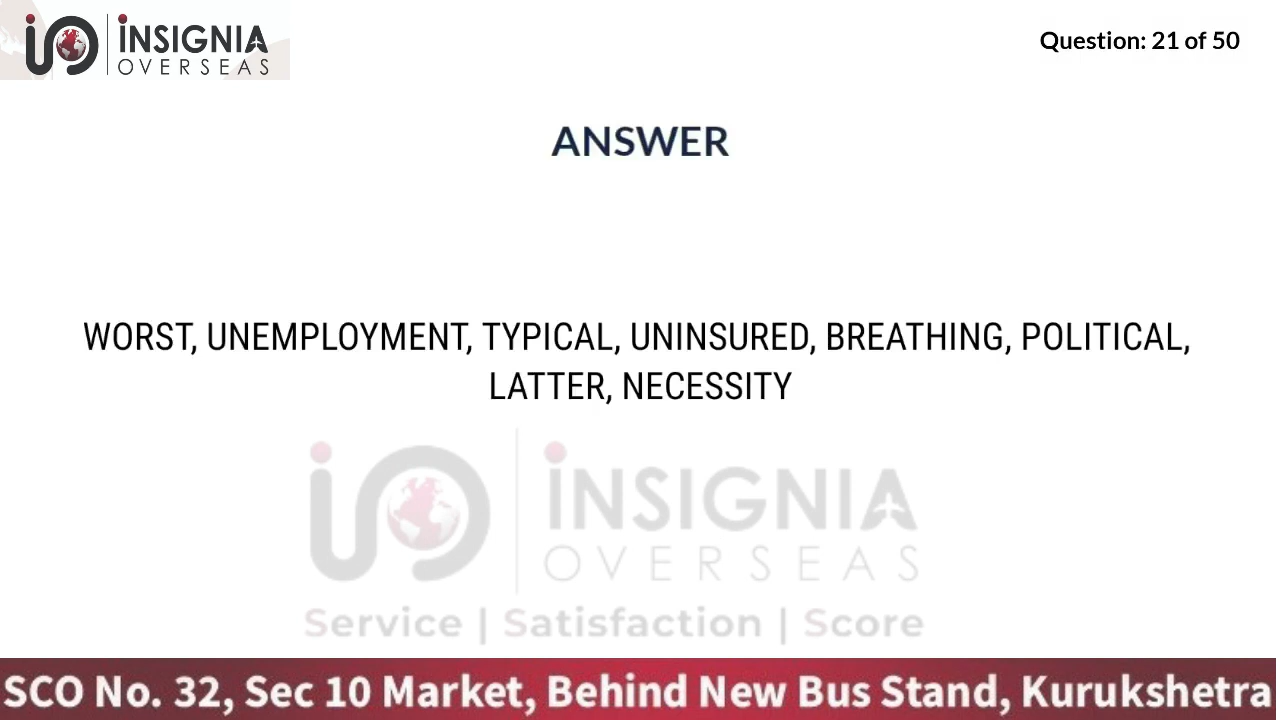 INSIGNIA
OVERSEAS
Question: 21 of 50
ANSWER
WORST, UNEMPLOYMENT, TYPICAL, UNINSURED, BREATHING, POLITICAL,
LATTER, NECESSITY
INSIGNIA
OVERSEAS
Service | Satisfaction | Score
SCO No. 32, Sec 10 Market, Behind New Bus Stand, Kurukshetra